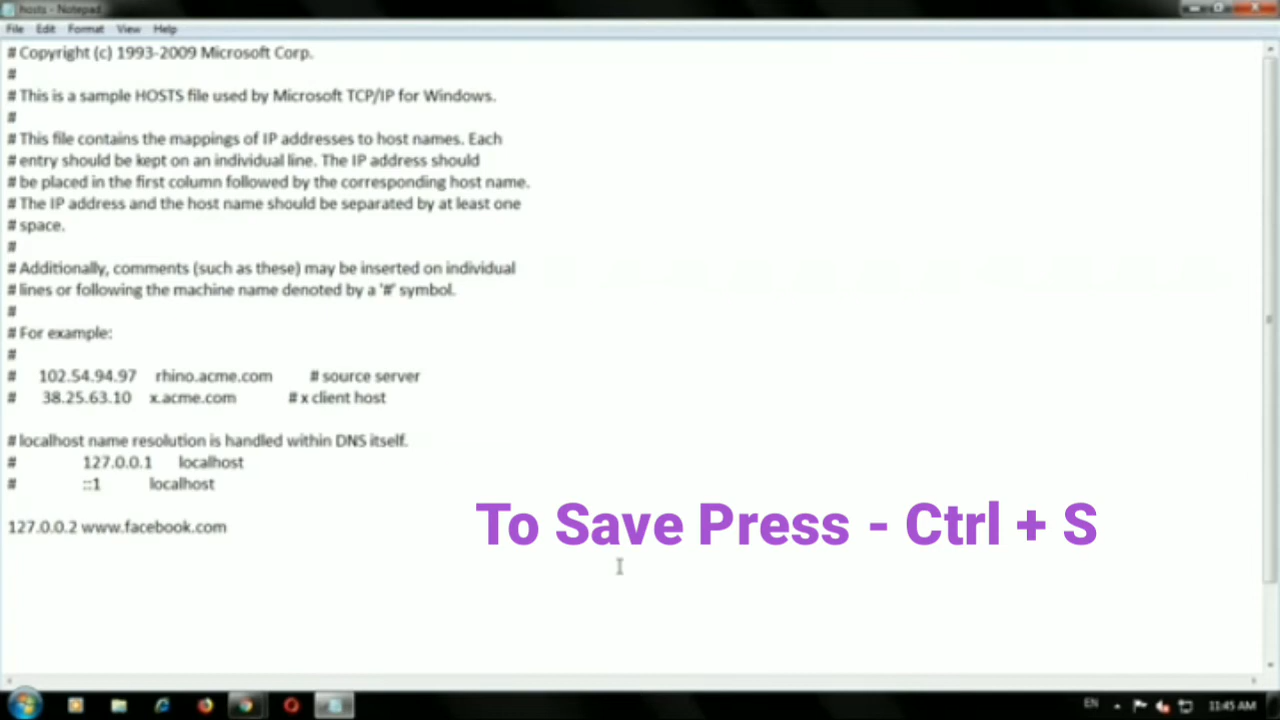 hosts - Notepad
File Edit Format View Help
# Copyright (c) 1993-2009 Microsoft Corp.
#
# This is a sample HOSTS file used by Microsoft TCP/IP for Windows.
#
# This file contains the mappings of IP addresses to host names. Each
# entry should be kept on an individual line. The IP address should
# be placed in the first column followed by the corresponding host name.
# The IP address and the host name should be separated by at least one
# space.
#
# Additionally, comments (such as these) may be inserted on individual
# lines or following the machine name denoted by a '#' symbol.
#
# For example:
#
# 102.54.94.97 rhino.acme.com # source server
# 38.25.63.10 x.acme.com # x client host
# localhost name resolution is handled within DNS itself.
# 127.0.0.1 localhost
# ::1 localhost
127.0.0.2 www.facebook.com
To Save Press - Ctrl + S
EN 11:45 AM